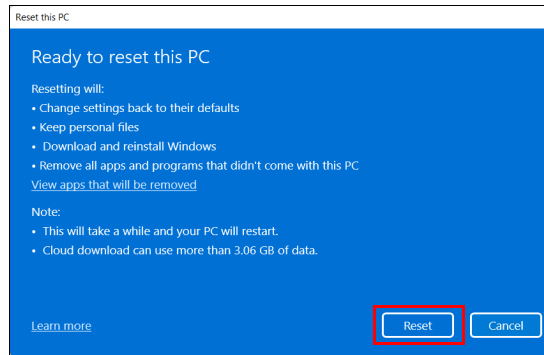 Reset this PC
Ready to reset this PC
Resetting will:
• Change settings back to their defaults
• Keep personal files
• Download and reinstall Windows
• Remove all apps and programs that didn't come with this PC
View apps that will be removed
Note:
• This will take a while and your PC will restart.
• Cloud download can use more than 3.06 GB of data.
Learn more
Reset
Cancel